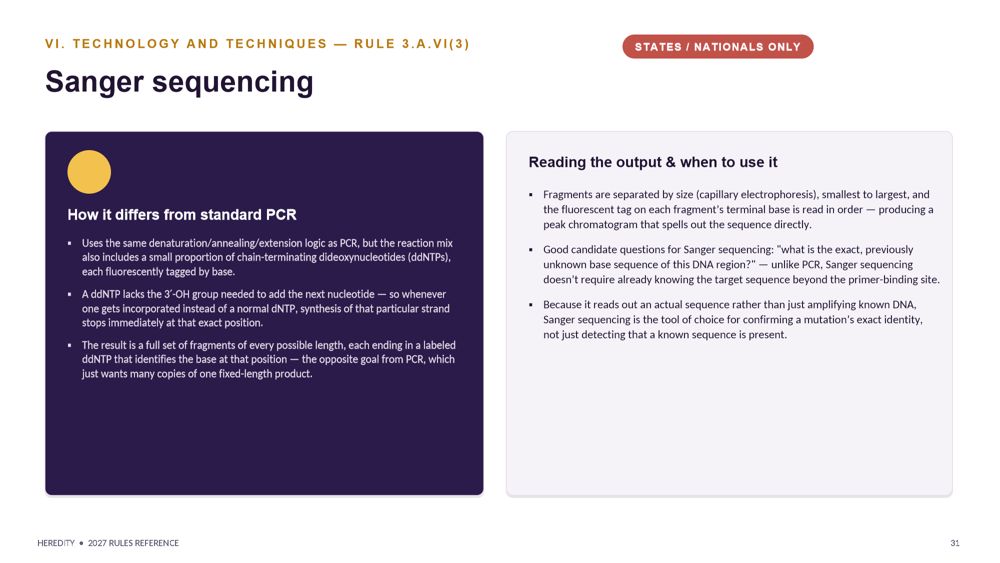 VI. TECHNOLOGY AND TECHNIQUES — RULE 3.A.VI(3)
STATES / NATIONALS ONLY
Sanger sequencing
How it differs from standard PCR
▪ Uses the same denaturation/annealing/extension logic as PCR, but the reaction mix
also includes a small proportion of chain-terminating dideoxynucleotides (ddNTPs),
each fluorescently tagged by base.
▪ A ddNTP lacks the 3′-OH group needed to add the next nucleotide — so whenever
one gets incorporated instead of a normal dNTP, synthesis of that particular strand
stops immediately at that exact position.
▪ The result is a full set of fragments of every possible length, each ending in a labeled
ddNTP that identifies the base at that position — the opposite goal from PCR, which
just wants many copies of one fixed-length product.
Reading the output & when to use it
▪ Fragments are separated by size (capillary electrophoresis), smallest to largest, and
the fluorescent tag on each fragment's terminal base is read in order — producing a
peak chromatogram that spells out the sequence directly.
▪ Good candidate questions for Sanger sequencing: "what is the exact, previously
unknown base sequence of this DNA region?" — unlike PCR, Sanger sequencing
doesn't require already knowing the target sequence beyond the primer-binding site.
▪ Because it reads out an actual sequence rather than just amplifying known DNA,
Sanger sequencing is the tool of choice for confirming a mutation's exact identity,
not just detecting that a known sequence is present.
HEREDITY • 2027 RULES REFERENCE
31